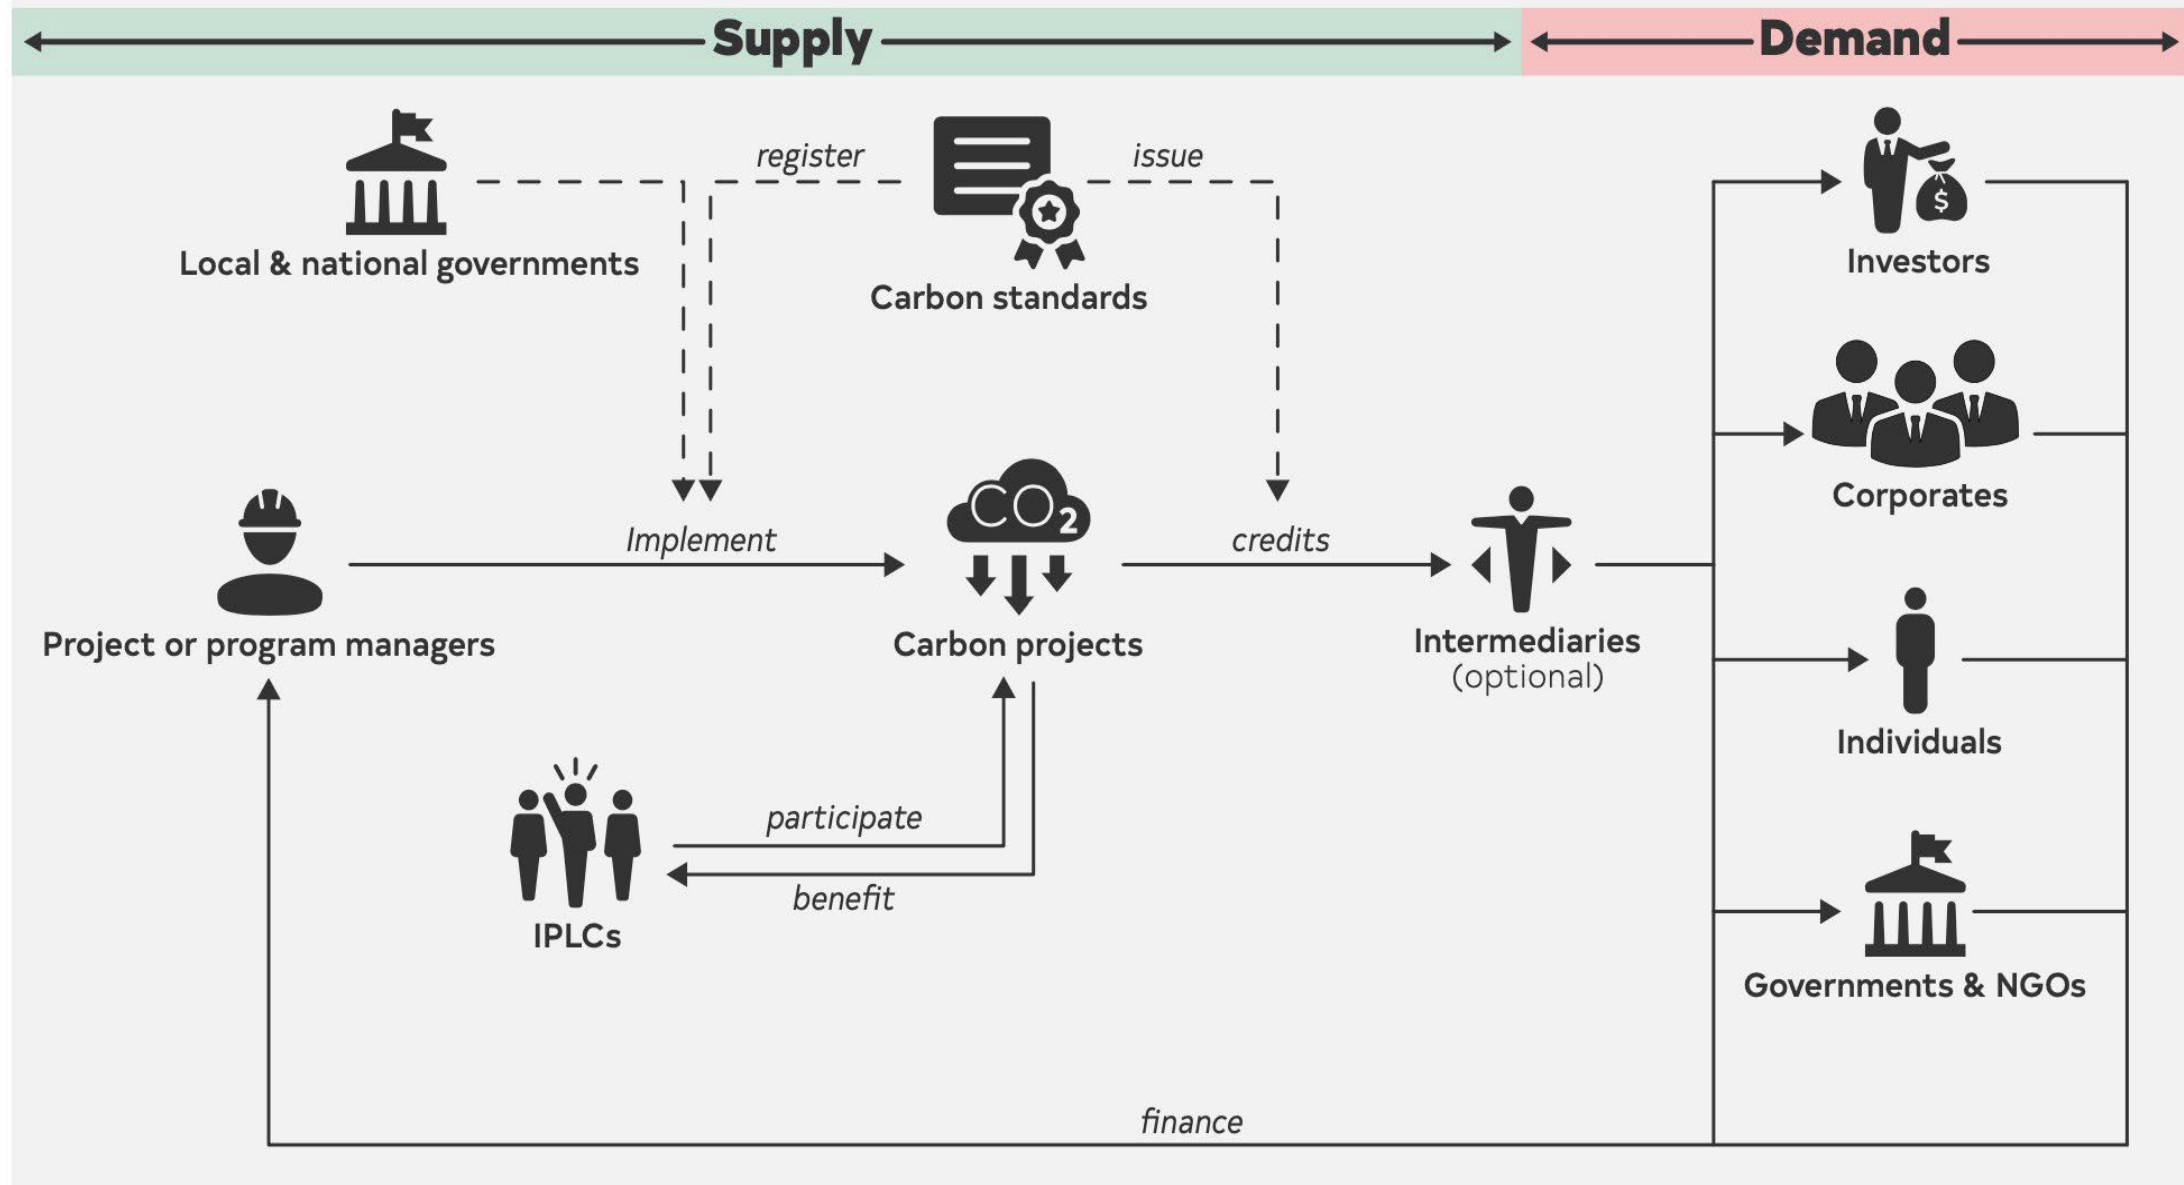 Supply
Demand
register
issue
Local & national governments
Carbon standards
Investors
Corporates
Implement
CO2
credits
Project or program managers
Carbon projects
Intermediaries
(optional)
$
Individuals
participate
benefit
IPLCs
Governments & NGOs
finance